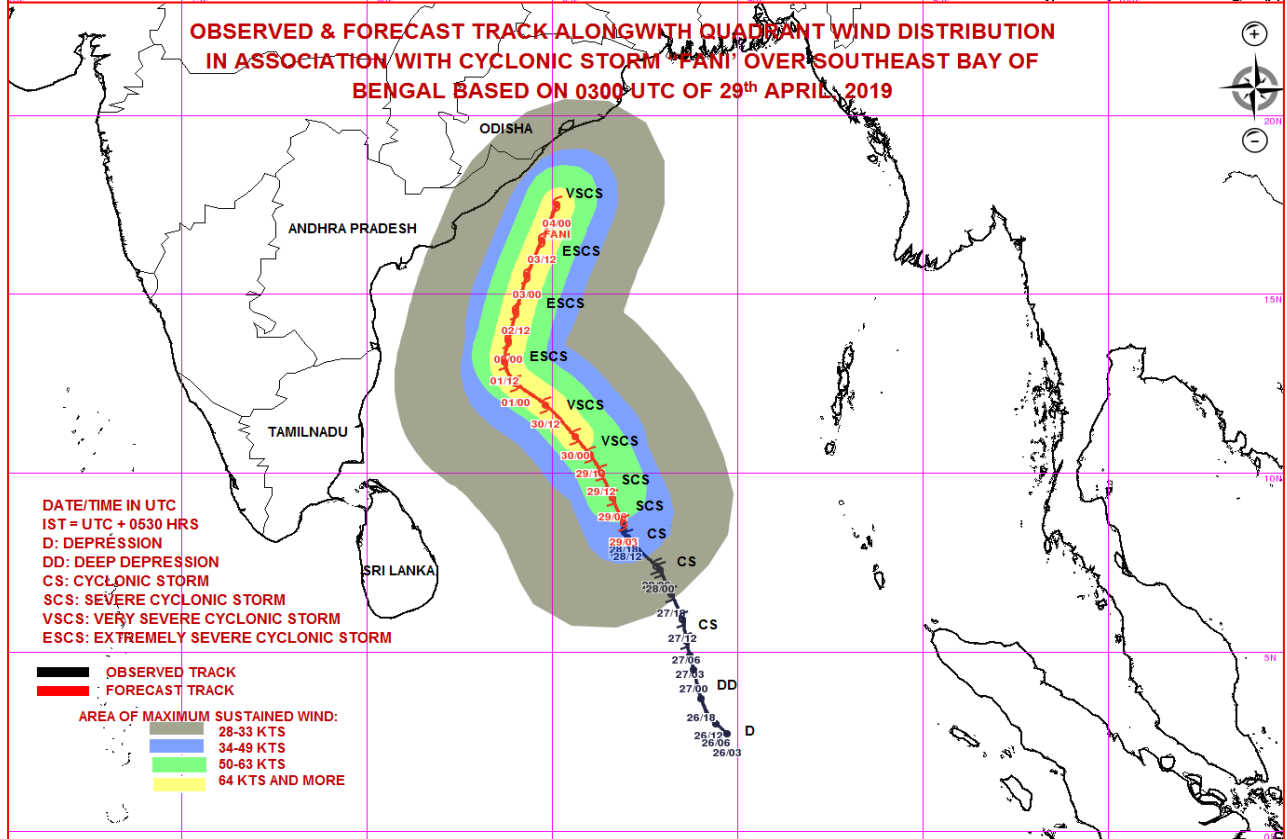 OBSERVED & FORECAST TRACK ALONGWITH QUADRANT WIND DISTRIBUTION
IN ASSOCIATION WITH CYCLONIC STORM 'FANI' OVER SOUTHEAST BAY OF
BENGAL BASED ON 0300 UTC OF 29th APRIL, 2019
20N
ODISHA
VSCS
04/00
FANI
ANDHRA PRADESH
ESCS
03/12
15N
03/00
ESCS
02/12
ESCS
01/12
01/00
VSCS
30/12
TAMILNADU
VSCS
30/00
10N
SCS
29/12
SCS
29/06
CS
29/03
28/18
28/12
CS
SRI LANKA
28/00
27/18
CS
27/12
5N
27/06
27/03
DD
27/00
26/18
D
26/12
26/06
26/03
DATE/TIME IN UTC
IST = UTC + 0530 HRS
D: DEPRESSION
DD: DEEP DEPRESSION
CS: CYCLONIC STORM
SCS: SEVERE CYCLONIC STORM
VSCS: VERY SEVERE CYCLONIC STORM
ESCS: EXTREMELY SEVERE CYCLONIC STORM
OBSERVED TRACK
FORECAST TRACK
AREA OF MAXIMUM SUSTAINED WIND:
28-33 KTS
34-49 KTS
50-63 KTS
64 KTS AND MORE